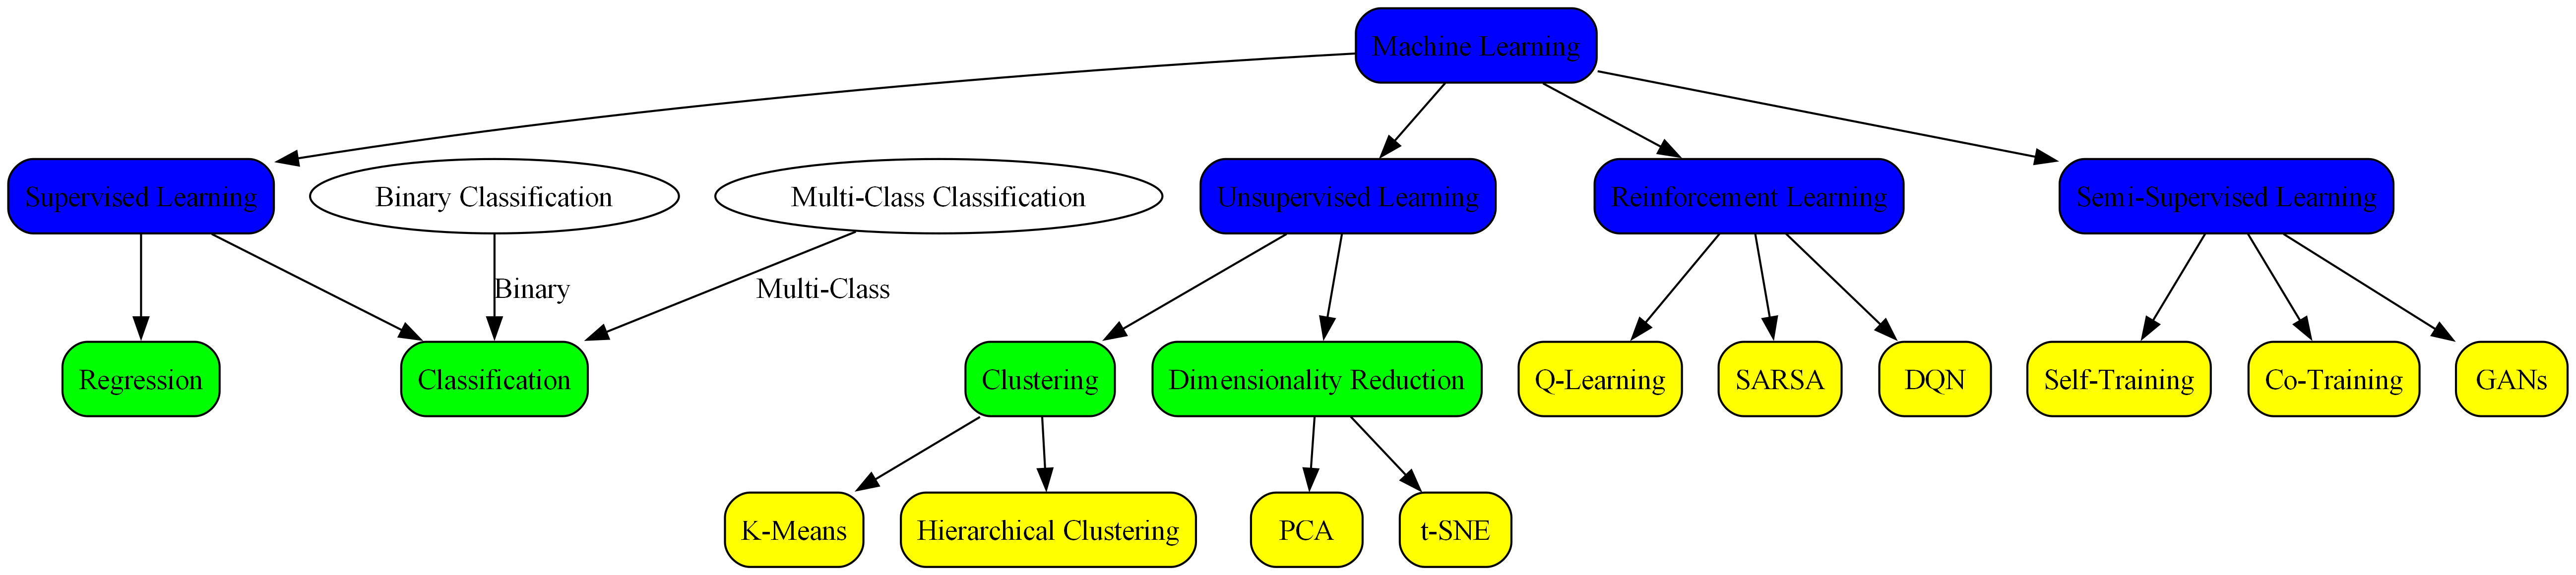 Machine Learning
Supervised Learning
Binary Classification
Multi-Class Classification
Unsupervised Learning
Reinforcement Learning
Semi-Supervised Learning
Binary
Multi-Class
Regression
Classification
Clustering
Dimensionality Reduction
Q-Learning
SARSA
DQN
Self-Training
Co-Training
GANs
K-Means
Hierarchical Clustering
PCA
t-SNE